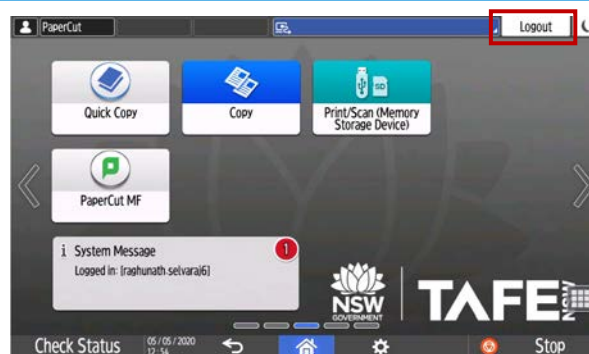 PaperCut
Logout
Quick Copy
Copy
Print/Scan (Memory
Storage Device)
PaperCut MF
i System Message
1
Logged in: [raghunath.selvaraj6]
NSW
GOVERNMENT
TAFE
NSW
Check Status
05/05/2020
12:54
Stop